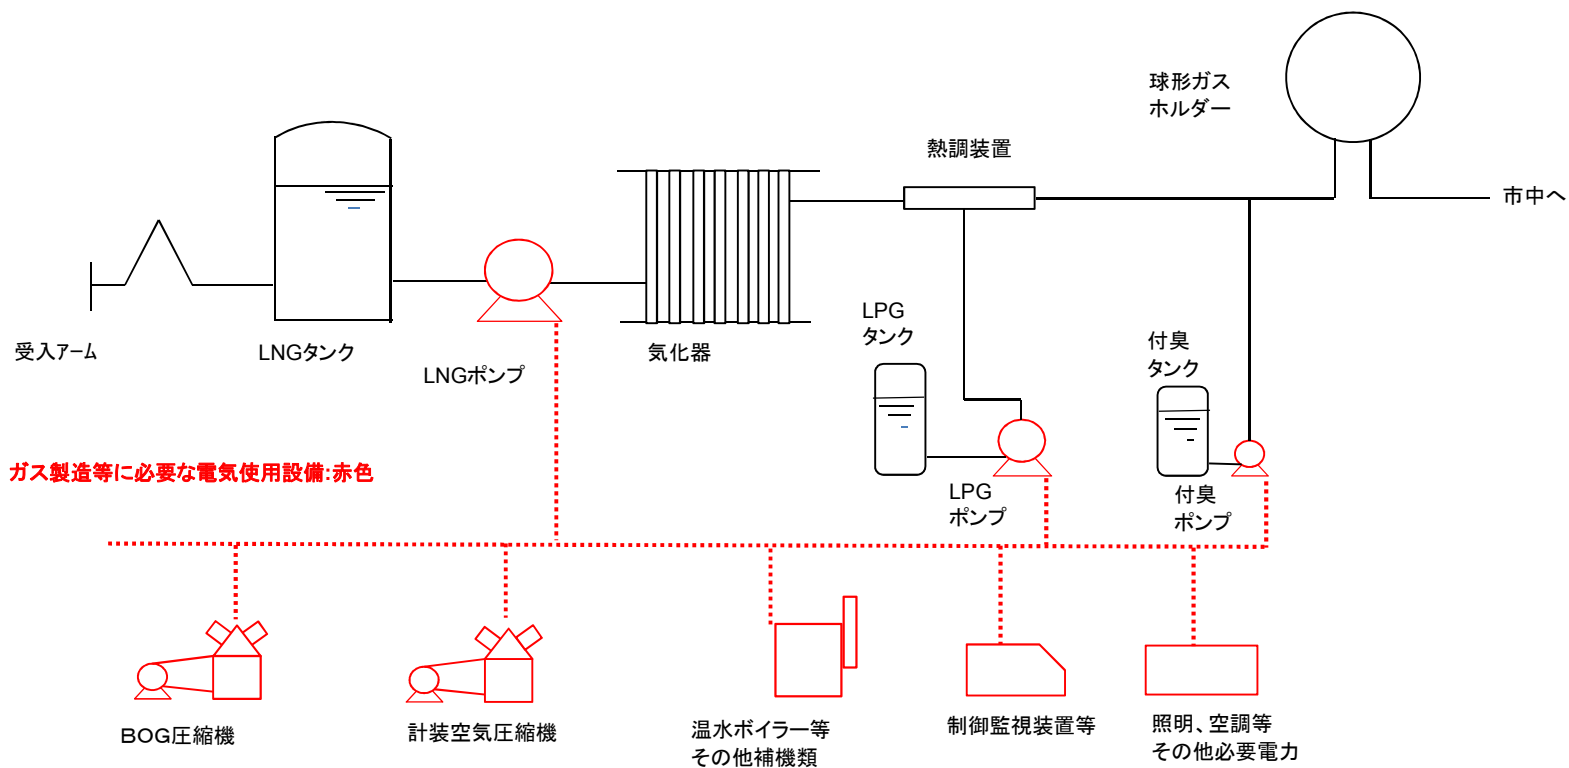 球形ガス
ホルダー
熱調装置
市中へ
受入アーム
LNGタンク
LNGポンプ
気化器
LPG
タンク
付臭
タンク
LPG
ポンプ
付臭
ポンプ
ガス製造等に必要な電気使用設備:赤色
BOG圧縮機
計装空気圧縮機
温水ボイラー等
その他補機類
制御監視装置等
照明、空調等
その他必要電力